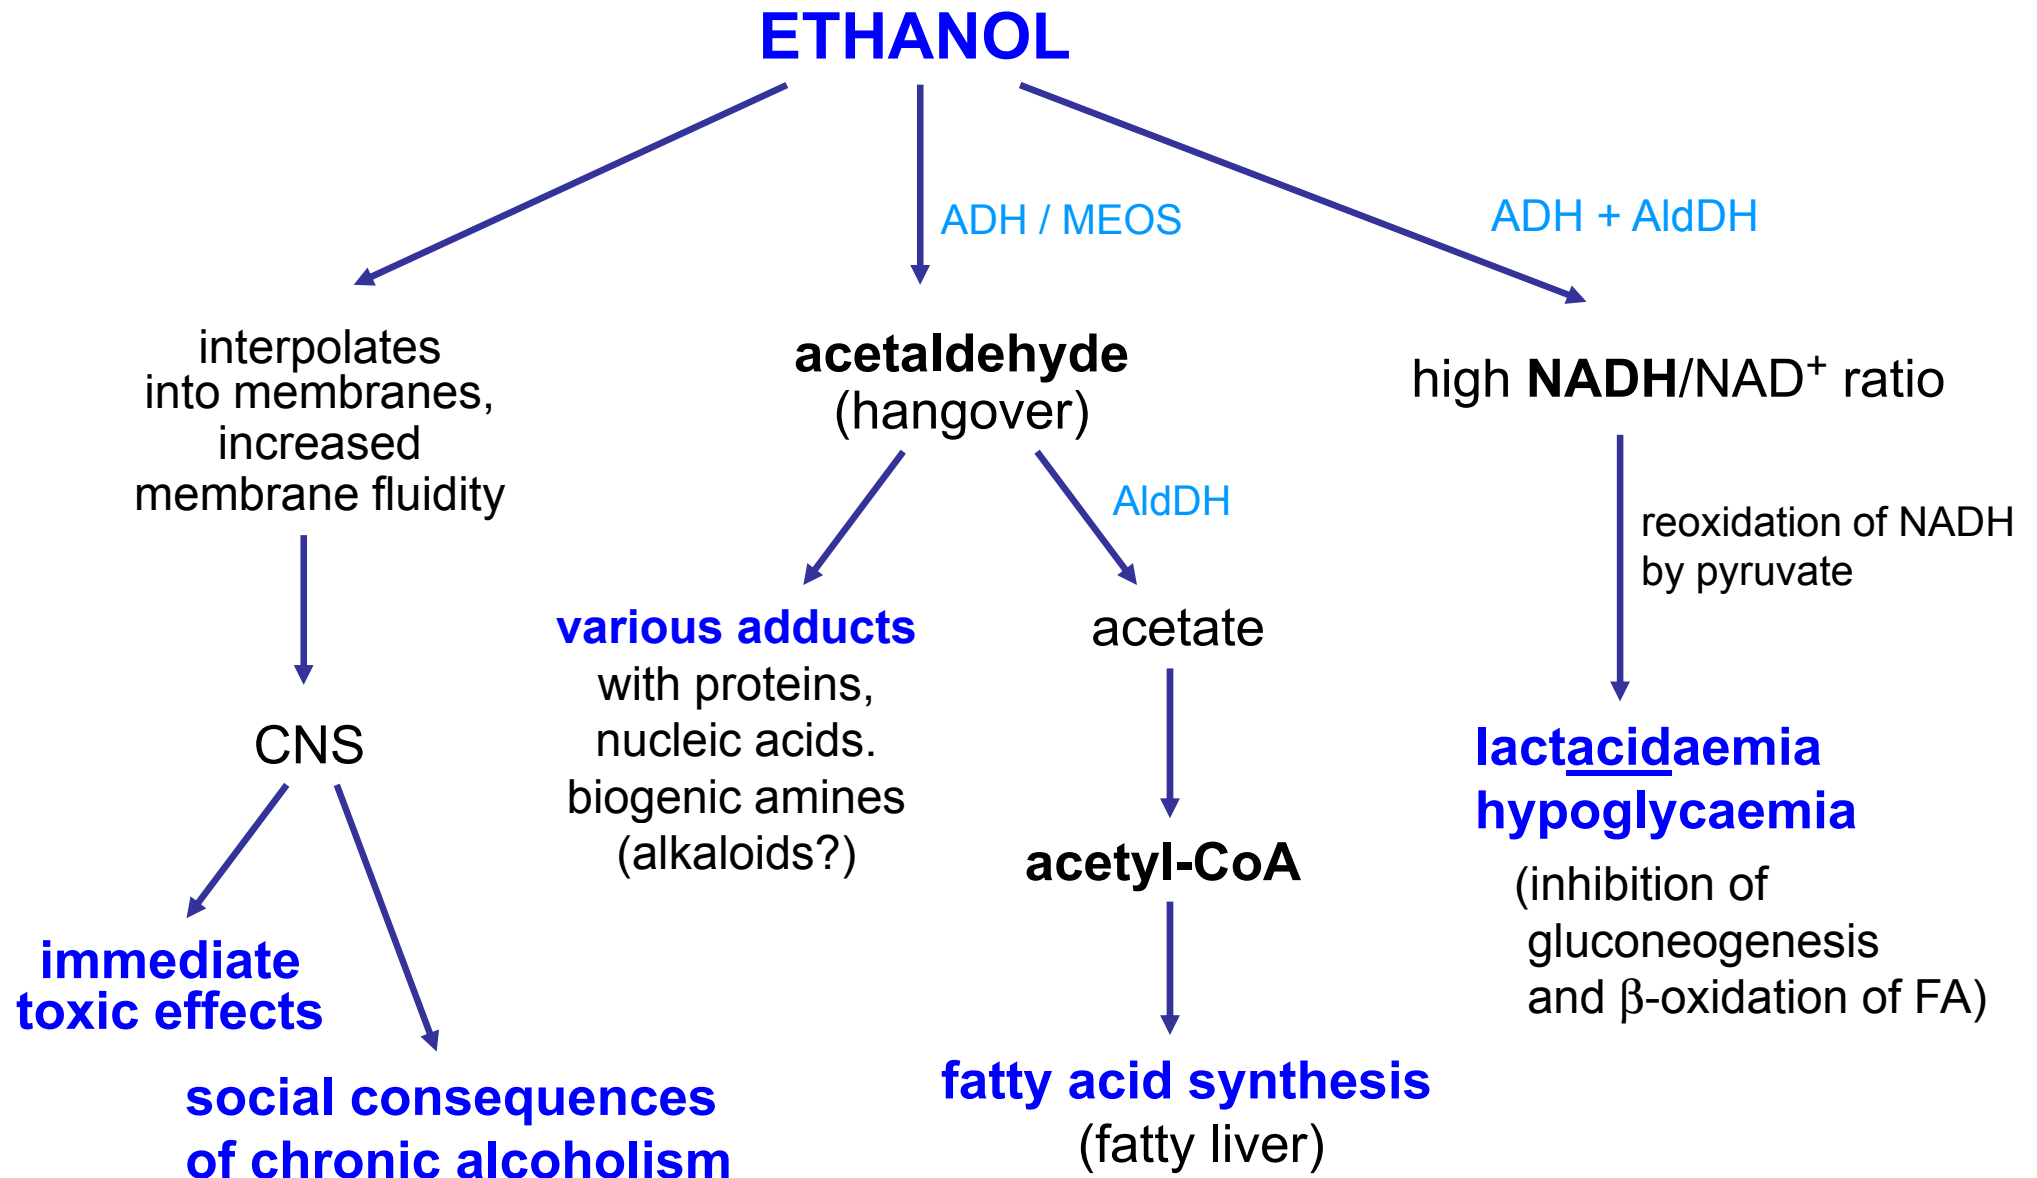 ETHANOL
ADH / MEOS
ADH + AldDH
interpolates
into membranes,
increased
membrane fluidity
CNS
immediate
toxic effects
social consequences
of chronic alcoholism
acetaldehyde
(hangover)
AldDH
various adducts
with proteins,
nucleic acids.
biogenic amines
(alkaloids?)
acetate
acetyl-CoA
fatty acid synthesis
(fatty liver)
high NADH/NAD⁺ ratio
reoxidation of NADH
by pyruvate
lactacidaemia
hypoglycaemia
(inhibition of
gluconeogenesis
and β-oxidation of FA)